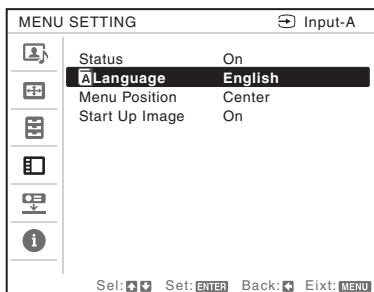 MENU SETTING Input-A
Status On
A Language English
Menu Position Center
Start Up Image On
Sel: Set: ENTER Back: Eixt: MENU